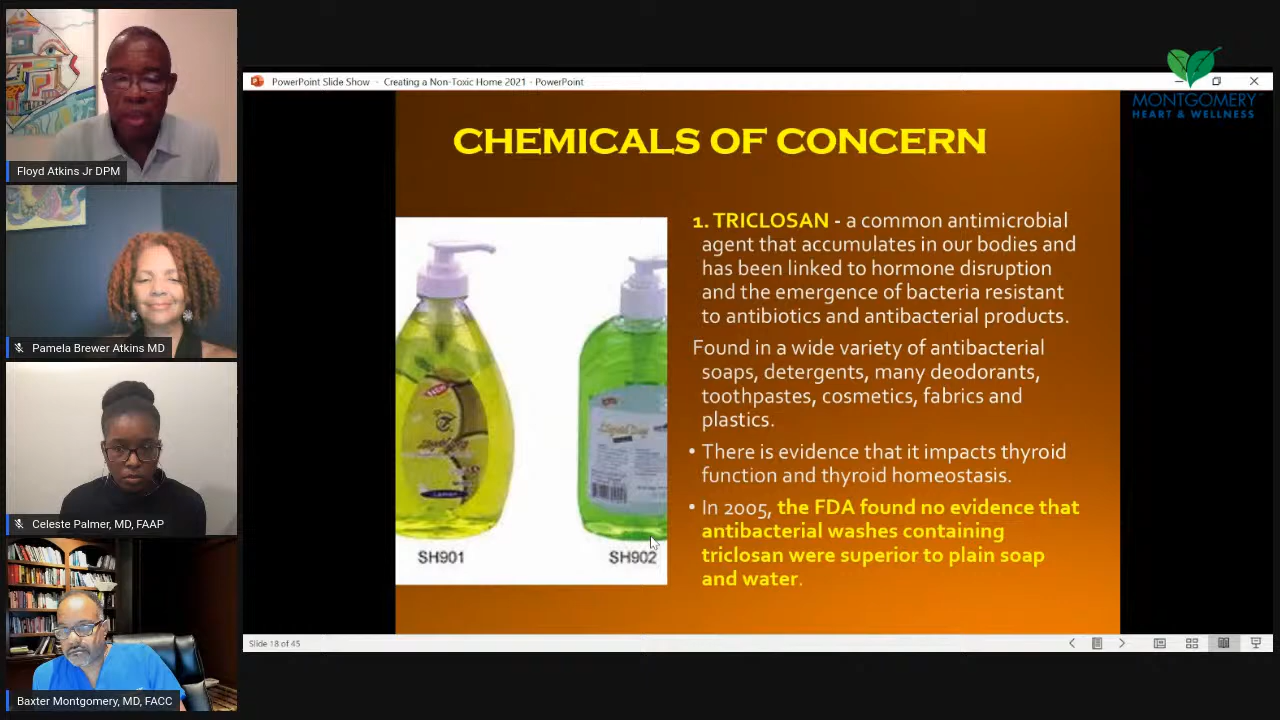 PowerPoint Slide Show - Creating a Non-Toxic Home 2021 - PowerPoint
MONTGOMERY
HEART & WELLNESS
CHEMICALS OF CONCERN
1. TRICLOSAN - a common antimicrobial
agent that accumulates in our bodies and
has been linked to hormone disruption
and the emergence of bacteria resistant
to antibiotics and antibacterial products.
Found in a wide variety of antibacterial
soaps, detergents, many deodorants,
toothpastes, cosmetics, fabrics and
plastics.
• There is evidence that it impacts thyroid
function and thyroid homeostasis.
• In 2005, the FDA found no evidence that
antibacterial washes containing
triclosan were superior to plain soap
and water.
SH901
SH902
Slide 18 of 45
Floyd Atkins Jr DPM
Pamela Brewer Atkins MD
Celeste Palmer, MD, FAAP
Baxter Montgomery, MD, FACC